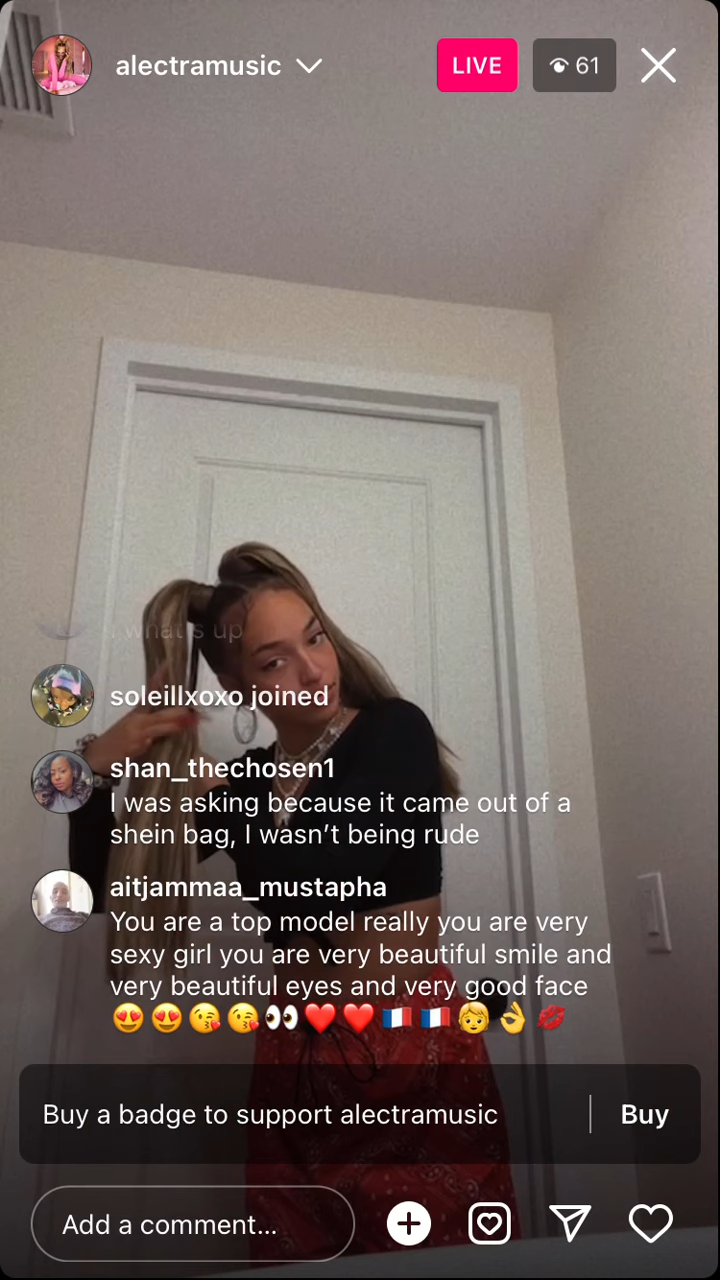 alectramusic
LIVE
61
what's up
soleillxoxo joined
shan_thechosen1
I was asking because it came out of a
shein bag, I wasn't being rude
aitjammaa_mustapha
You are a top model really you are very
sexy girl you are very beautiful smile and
very beautiful eyes and very good face
😍😍😘😘👀❤️❤️🇫🇷🇫🇷🧒👌💋
Buy a badge to support alectramusic
Buy
Add a comment...